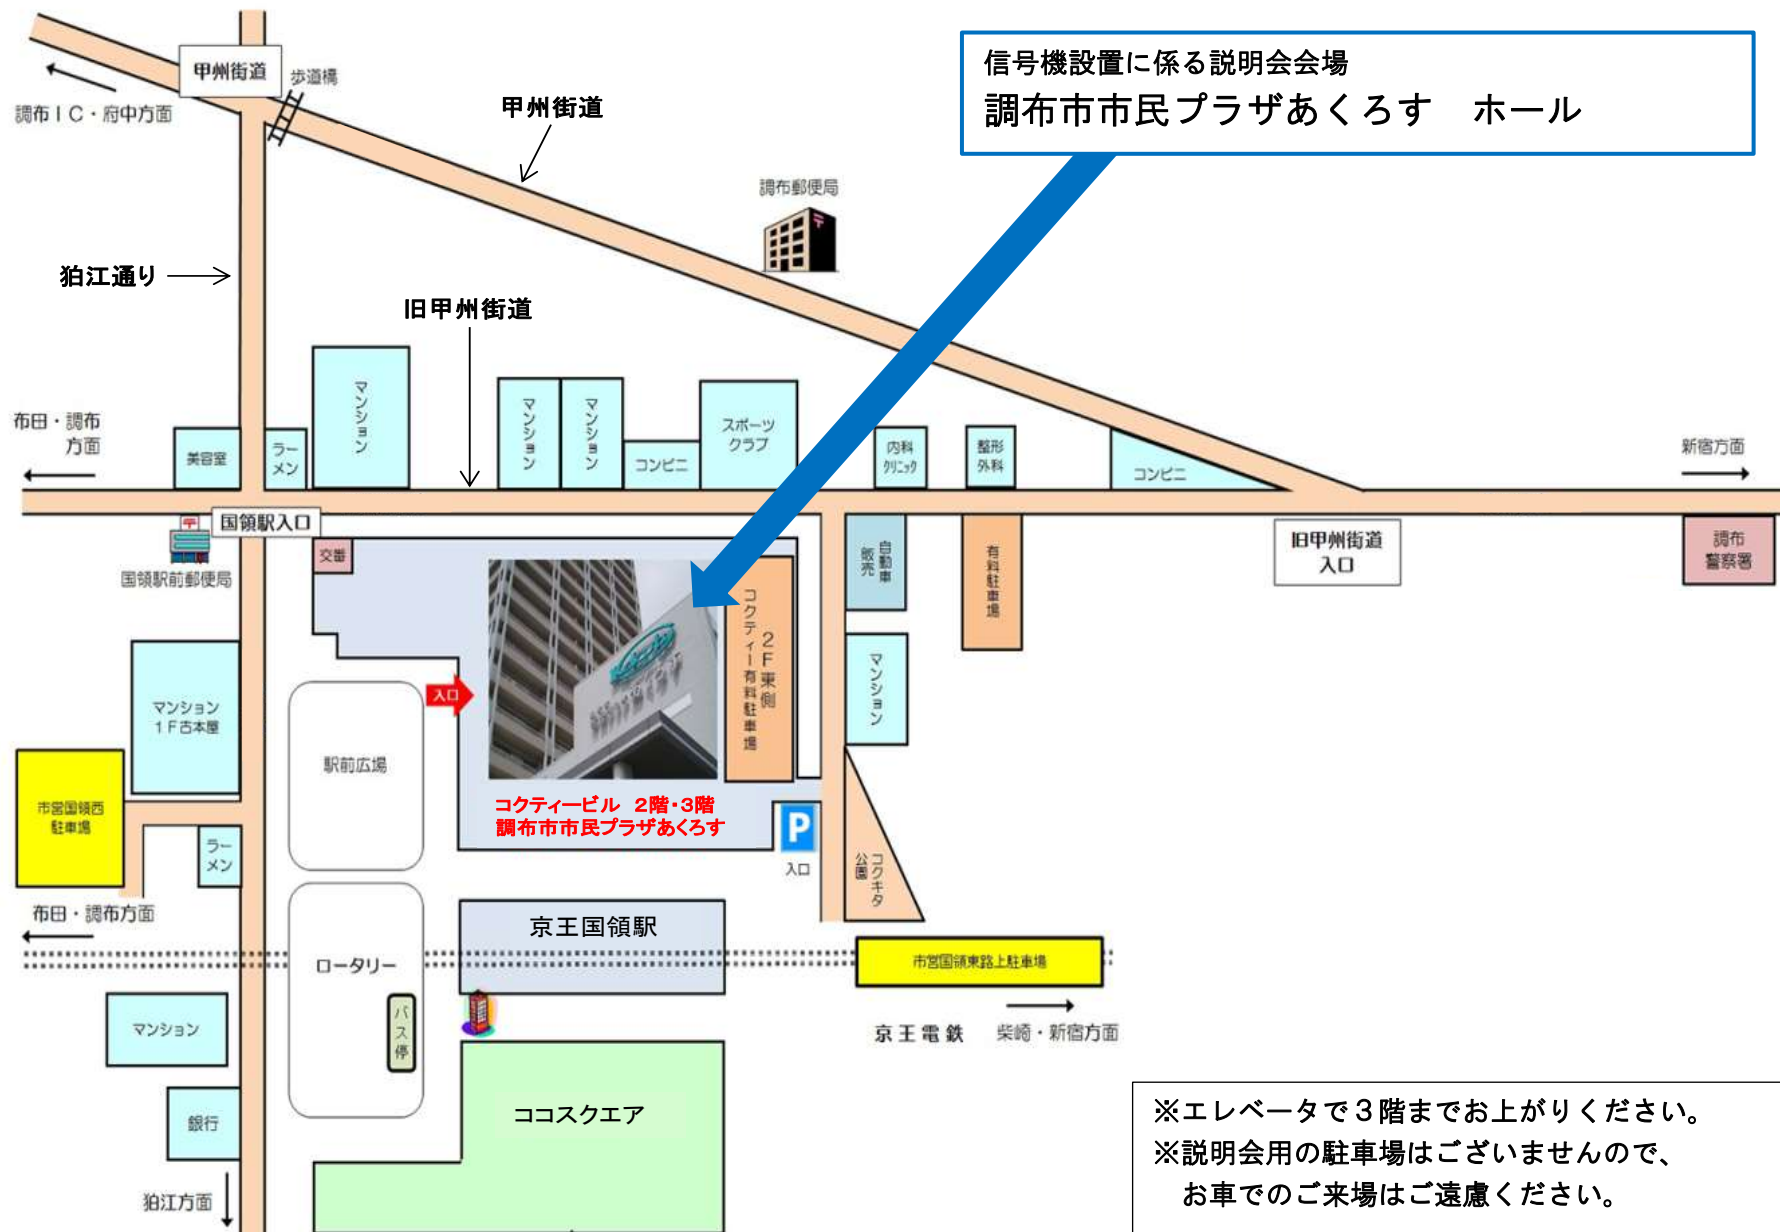 信号機設置に係る説明会会場
調布市市民プラザあくろす　ホール
甲州街道
歩道橋
調布ＩＣ・府中方面
甲州街道
調布郵便局
狛江通り
旧甲州街道
布田・調布
方面
美容室
ラー
メン
マンション
マンション
マンション
コンビニ
スポーツ
クラブ
内科
クリニック
整形
外科
コンビニ
新宿方面
国領駅入口
国領駅前郵便局
交番
自動車
販売
有料駐車場
旧甲州街道
入口
調布
警察署
２Ｆ東側
コクティー有料駐車場
マンション
マンション
１Ｆ古本屋
入口
駅前広場
コクティービル　2階・3階
調布市市民プラザあくろす
市営国領西
駐車場
ラー
メン
P
入口
コクキタ
公園
布田・調布方面
京王国領駅
ロータリー
市営国領東路上駐車場
バス停
マンション
京王電鉄
柴崎・新宿方面
銀行
ココスクエア
狛江方面
※エレベータで３階までお上がりください。
※説明会用の駐車場はございませんので、
お車でのご来場はご遠慮ください。